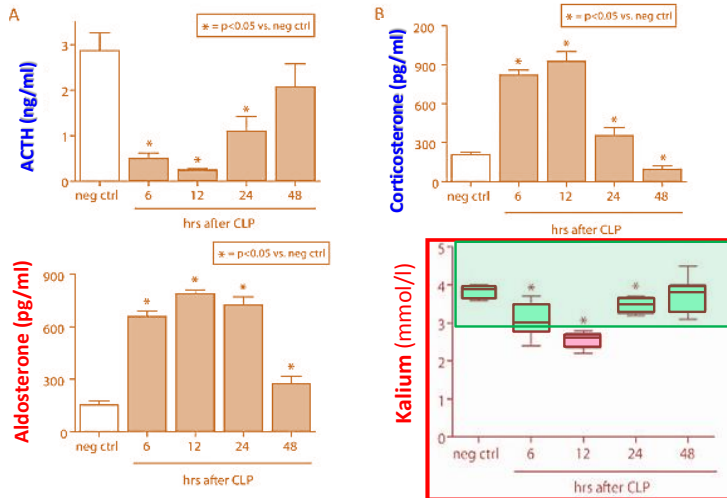 A
* = p<0.05 vs. neg ctrl
ACTH (ng/ml)
3
2
1
0
*
*
*
neg ctrl
6
12
24
48
hrs after CLP
B
* = p<0.05 vs. neg ctrl
Corticosterone (pg/ml)
900
600
300
180
*
*
*
*
neg ctrl
6
12
24
48
hrs after CLP
* = p<0.05 vs. neg ctrl
Aldosterone (pg/ml)
900
600
300
0
*
*
*
*
neg ctrl
6
12
24
48
hrs after CLP
Kalium (mmol/l)
5
4
3
2
1
0
*
*
*
neg ctrl
6
12
24
48
hrs after CLP